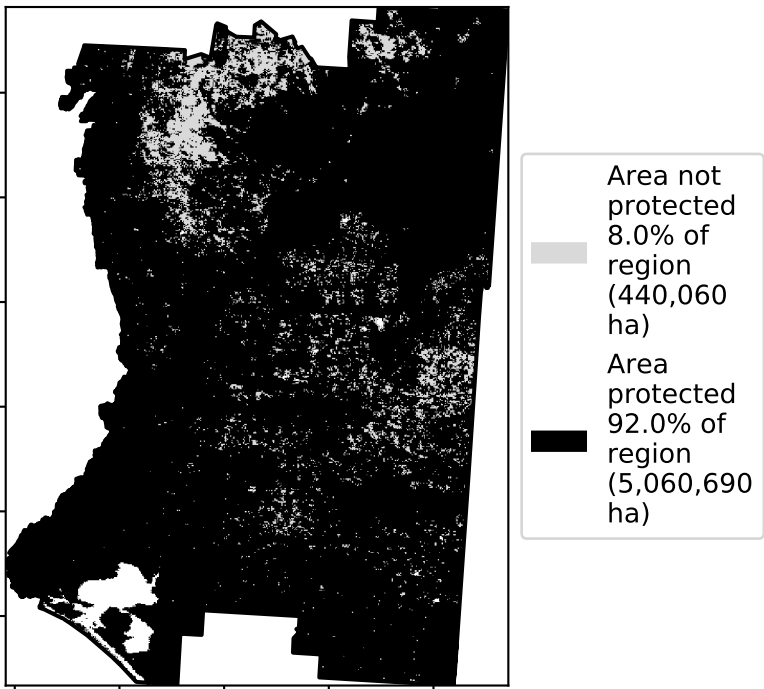 Area not
protected
8.0% of
region
(440,060
ha)
Area
protected
92.0% of
region
(5,060,690
ha)